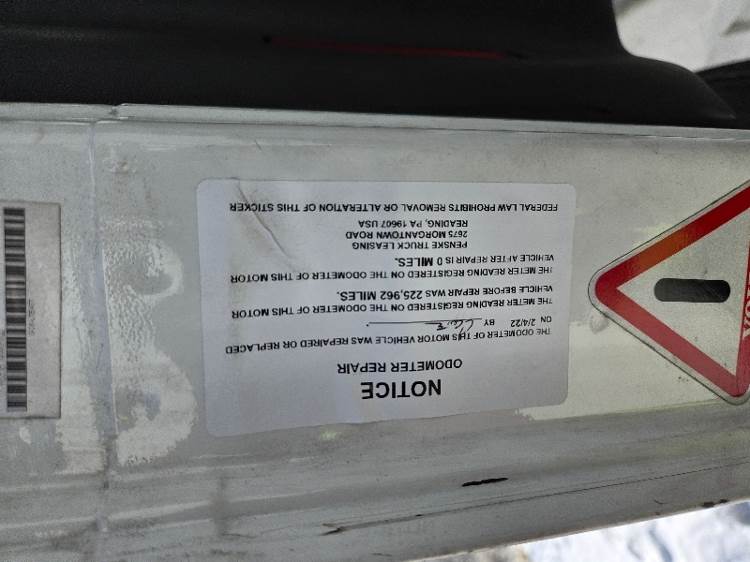 NOTICE
ODOMETER REPAIR
THE ODOMETER OF THIS MOTOR VEHICLE WAS REPAIRED OR REPLACED
ON 2/4/22 BY
THE METER READING REGISTERED ON THE ODOMETER OF THIS MOTOR
VEHICLE BEFORE REPAIR WAS 225,962 MILES.
THE METER READING REGISTERED ON THE ODOMETER OF THIS MOTOR
VEHICLE AFTER REPAIR IS 0 MILES.
PENSKE TRUCK LEASING
2675 MORGANTOWN ROAD
READING, PA 19607 USA
FEDERAL LAW PROHIBITS REMOVAL OR ALTERATION OF THIS STICKER